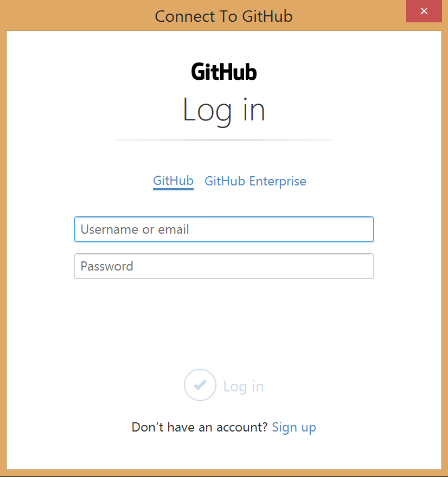 Connect To GitHub
GitHub
Log in
GitHub GitHub Enterprise
Username or email
Password
Log in
Don't have an account? Sign up